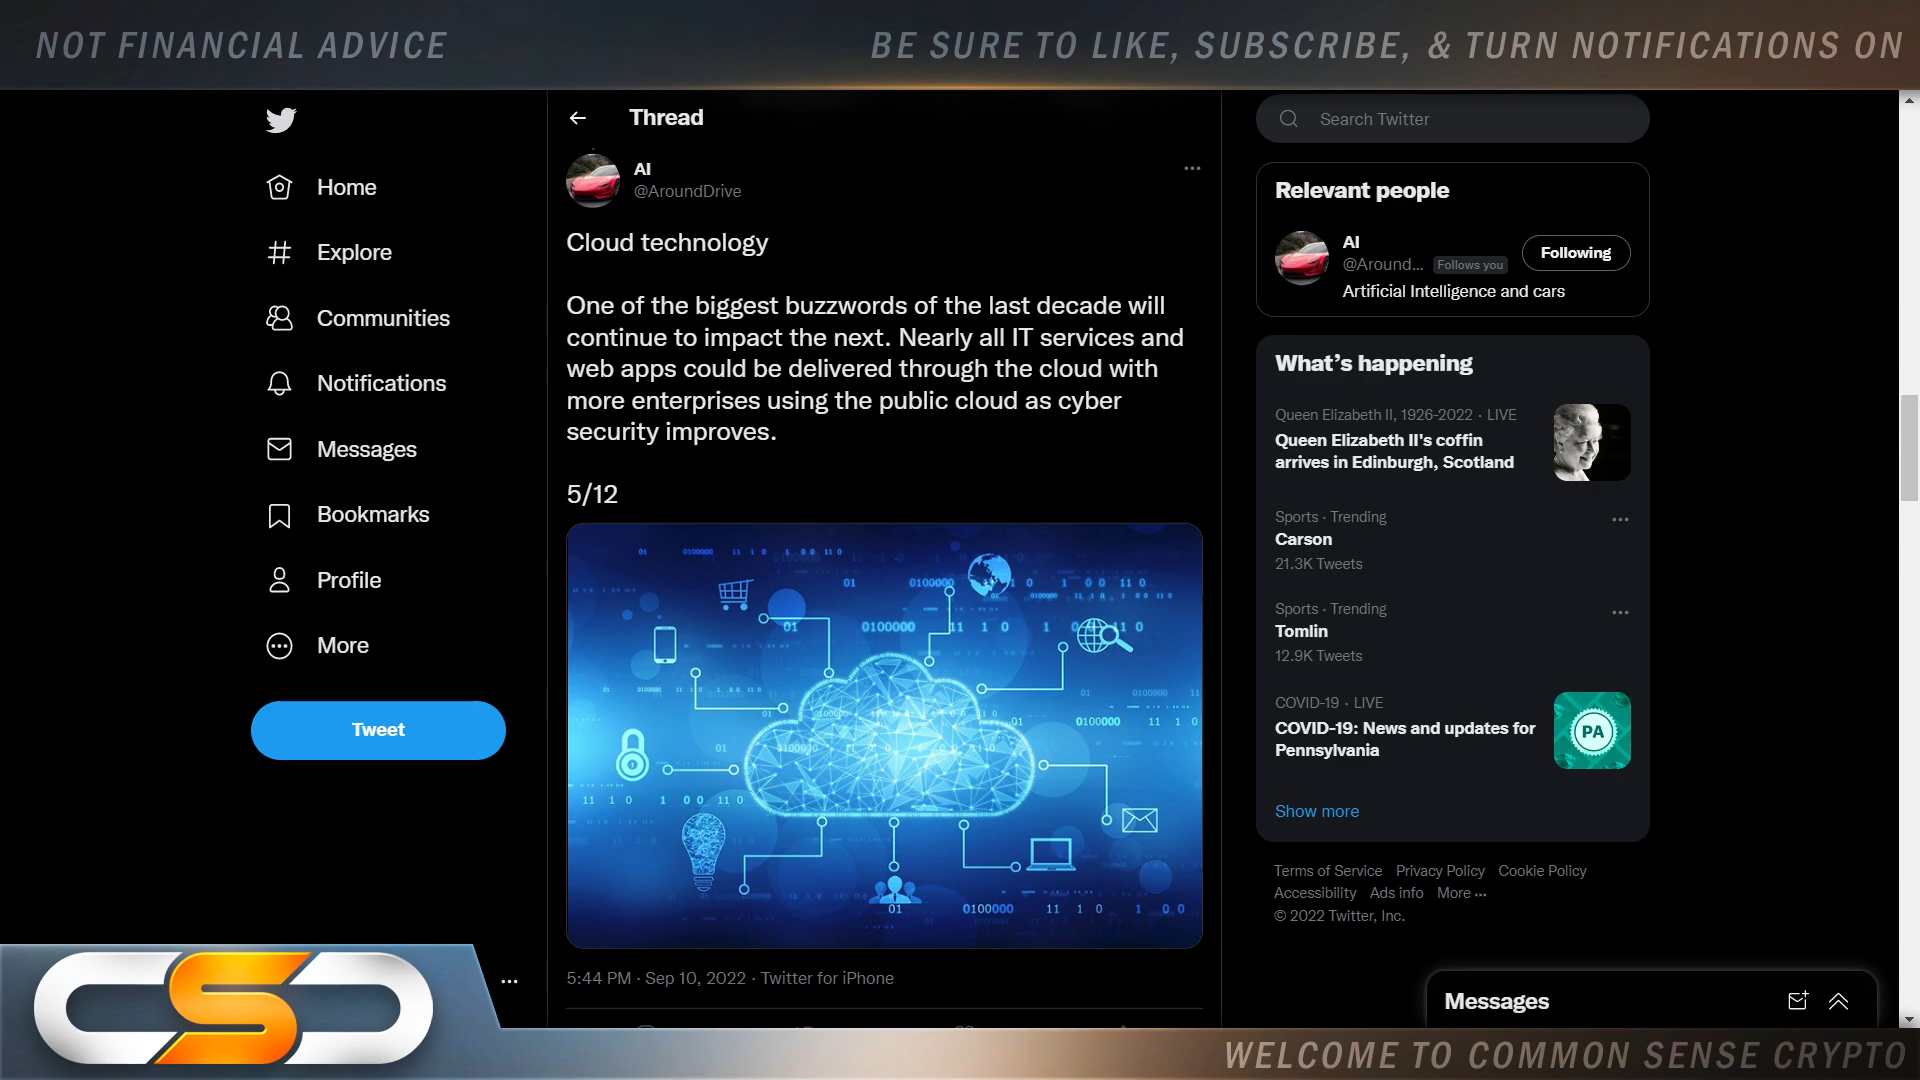 NOT FINANCIAL ADVICE
BE SURE TO LIKE, SUBSCRIBE, & TURN NOTIFICATIONS ON
Home
Explore
Communities
Notifications
Messages
Bookmarks
Profile
More
Tweet
Thread
AI
@AroundDrive
Cloud technology
One of the biggest buzzwords of the last decade will
continue to impact the next. Nearly all IT services and
web apps could be delivered through the cloud with
more enterprises using the public cloud as cyber
security improves.
5/12
5:44 PM · Sep 10, 2022 · Twitter for iPhone
Search Twitter
Relevant people
AI
@Around... Follows you
Following
Artificial Intelligence and cars
What's happening
Queen Elizabeth II, 1926-2022 · LIVE
Queen Elizabeth II's coffin
arrives in Edinburgh, Scotland
Sports · Trending
Carson
21.3K Tweets
Sports · Trending
Tomlin
12.9K Tweets
COVID-19 · LIVE
COVID-19: News and updates for
Pennsylvania
PA
Show more
Terms of Service Privacy Policy Cookie Policy
Accessibility Ads info More ...
© 2022 Twitter, Inc.
Messages
CSC
WELCOME TO COMMON SENSE CRYPTO